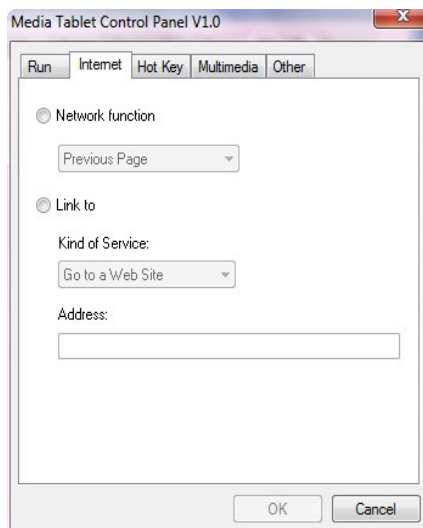 Media Tablet Control Panel V1.0
Run Internet Hot Key Multimedia Other
Network function
Previous Page
Link to
Kind of Service:
Go to a Web Site
Address:
OK Cancel